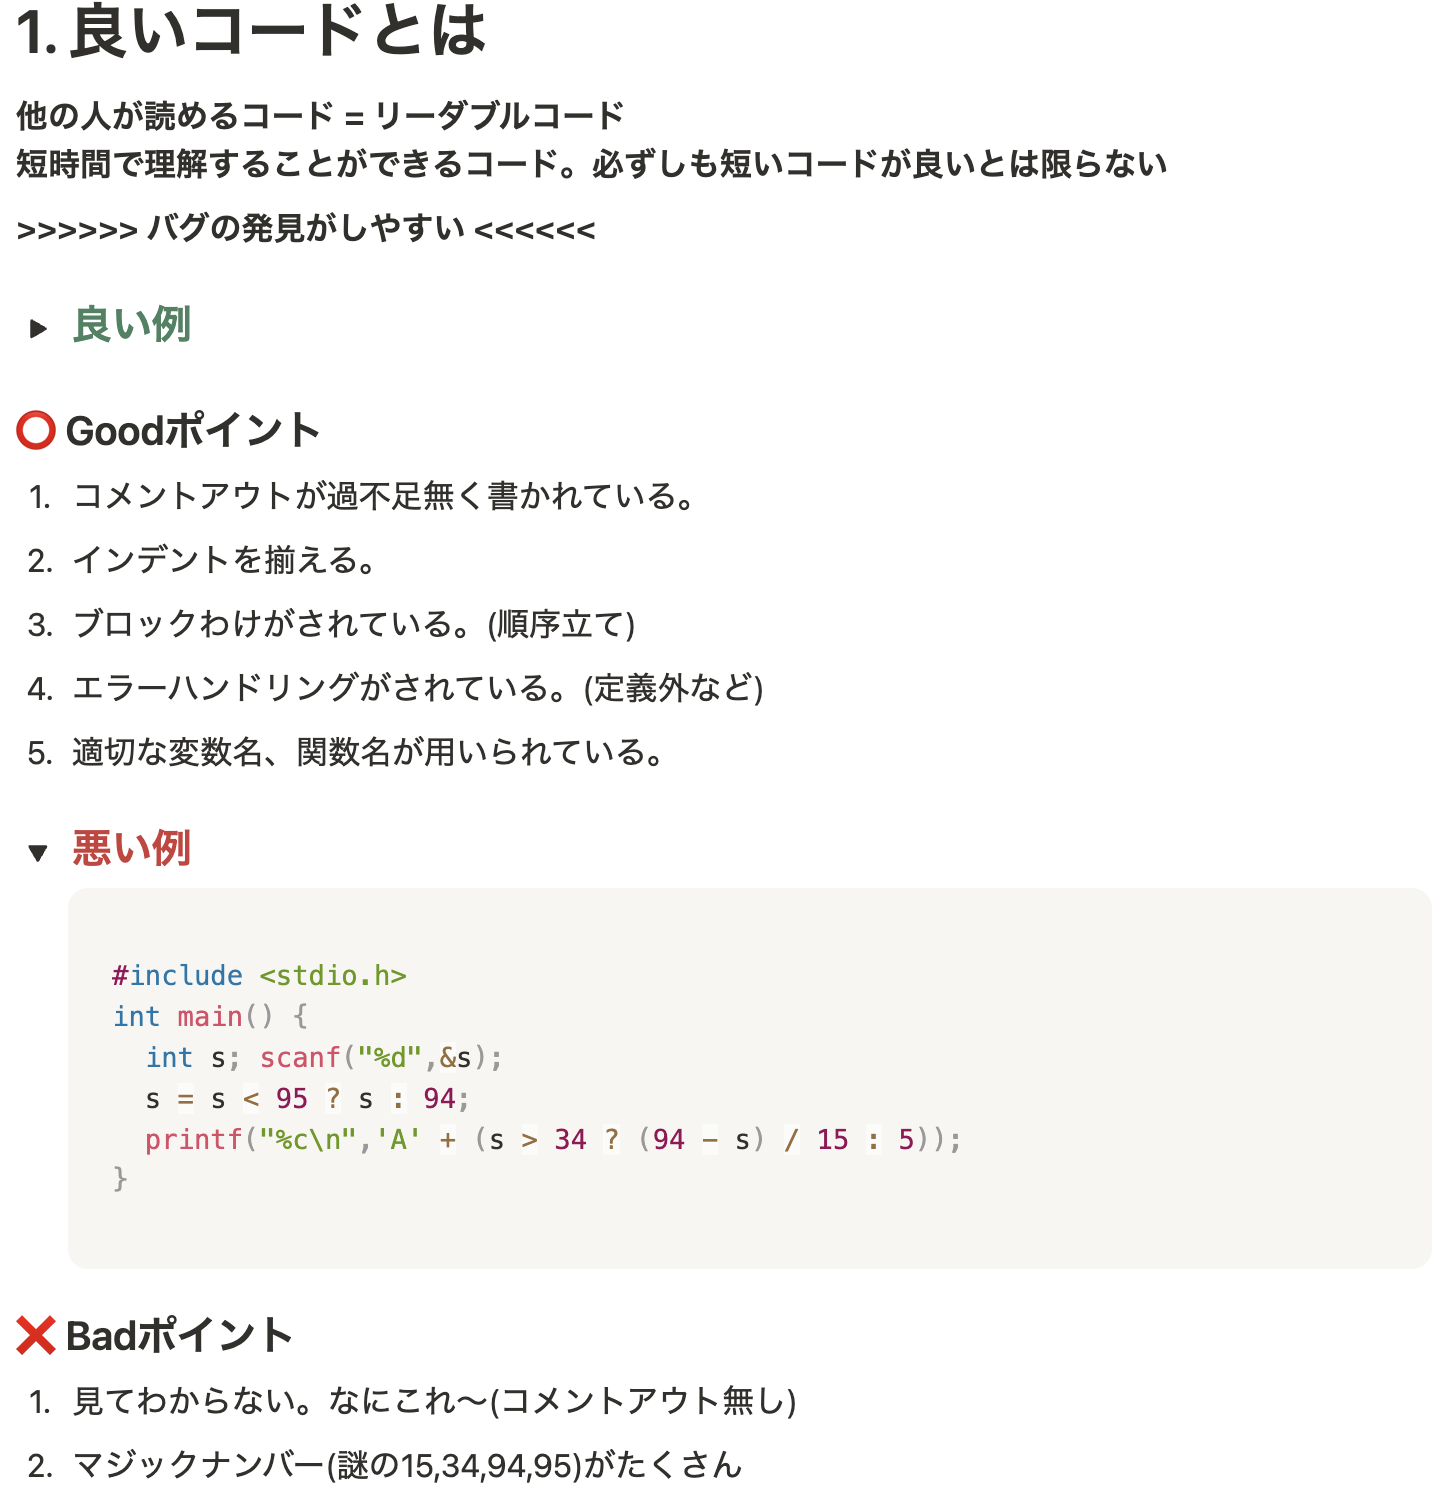 1. 良いコードとは
他の人が読めるコード = リーダブルコード
短時間で理解することができるコード。必ずしも短いコードが良いとは限らない
>>>>>> バグの発見がしやすい <<<<<<
▶ 良い例
⭕ Goodポイント
1. コメントアウトが過不足無く書かれている。
2. インデントを揃える。
3. ブロックわけがされている。(順序立て)
4. エラーハンドリングがされている。(定義外など)
5. 適切な変数名、関数名が用いられている。
▼ 悪い例
#include <stdio.h>
int main() {
  int s; scanf("%d",&s);
  s = s < 95 ? s : 94;
  printf("%c\n",'A' + (s > 34 ? (94 - s) / 15 : 5));
}
❌ Badポイント
1. 見てわからない。なにこれ〜(コメントアウト無し)
2. マジックナンバー(謎の15,34,94,95)がたくさん